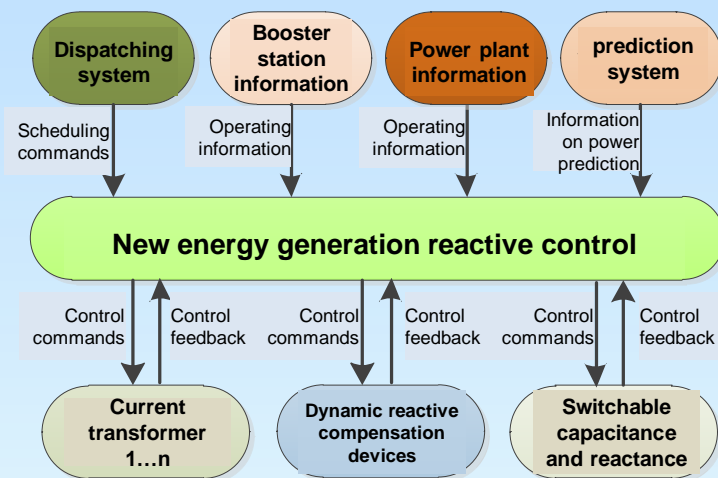 Dispatching
system
Booster
station
information
Power plant
information
prediction
system
Scheduling
commands
Operating
information
Operating
information
Information
on power
prediction
New energy generation reactive control
Control
commands
Control
feedback
Control
commands
Control
feedback
Control
commands
Control
feedback
Current
transformer
1...n
Dynamic reactive
compensation
devices
Switchable
capacitance
and reactance